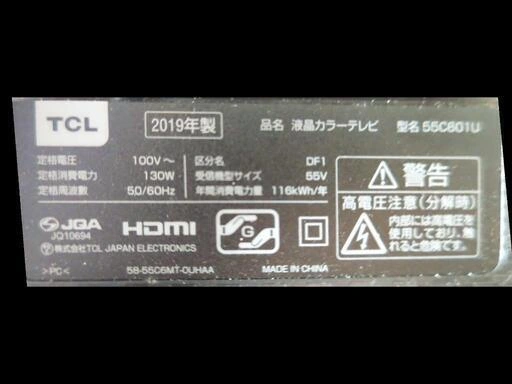 TCL 2019年製 品名 液晶カラーテレビ 型名 55C601U
定格電圧 100V～ 区分名 DF1
定格消費電力 130W 受信機型サイズ 55V
定格周波数 50/60Hz 年間消費電力量 116kWh/年
警告
高電圧注意(分解時)
内部には高電圧を
使用しており、触
れると危険です。
JQA HDMI G
JQ10694
株式会社TCL JAPAN ELECTRONICS
>PC< 58-55C6MT-0UHAA MADE IN CHINA